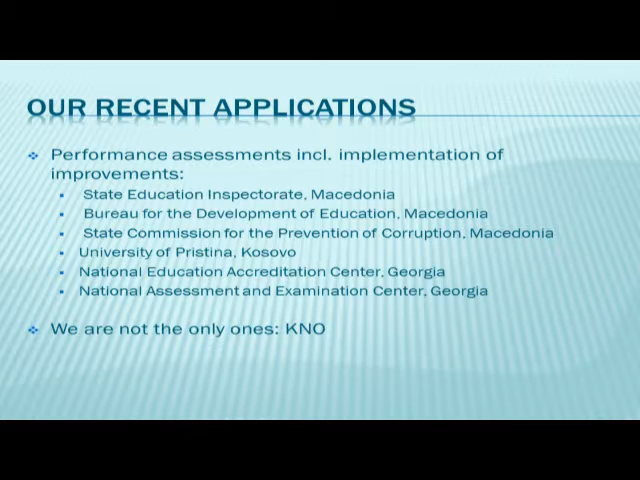 OUR RECENT APPLICATIONS
Performance assessments incl. implementation of
improvements:
State Education Inspectorate, Macedonia
Bureau for the Development of Education, Macedonia
State Commission for the Prevention of Corruption, Macedonia
University of Pristina, Kosovo
National Education Accreditation Center, Georgia
National Assessment and Examination Center, Georgia
We are not the only ones: KNO